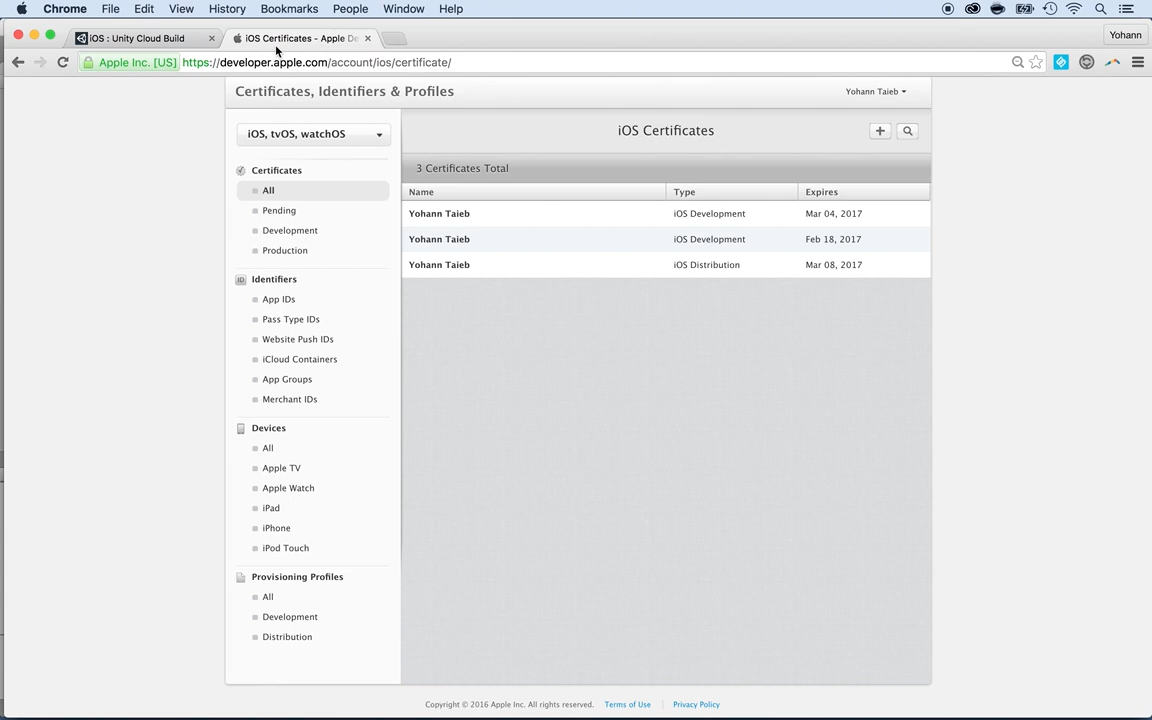 Chrome File Edit View History Bookmarks People Window Help
iOS : Unity Cloud Build
iOS Certificates - Apple De
Yohann
Apple Inc. [US] https://developer.apple.com/account/ios/certificate/
Certificates, Identifiers & Profiles
Yohann Taieb
iOS, tvOS, watchOS
iOS Certificates
Certificates
All
Pending
Development
Production
Identifiers
App IDs
Pass Type IDs
Website Push IDs
iCloud Containers
App Groups
Merchant IDs
Devices
All
Apple TV
Apple Watch
iPad
iPhone
iPod Touch
Provisioning Profiles
All
Development
Distribution
3 Certificates Total
Name Type Expires
Yohann Taieb iOS Development Mar 04, 2017
Yohann Taieb iOS Development Feb 18, 2017
Yohann Taieb iOS Distribution Mar 08, 2017
Copyright © 2016 Apple Inc. All rights reserved. Terms of Use Privacy Policy